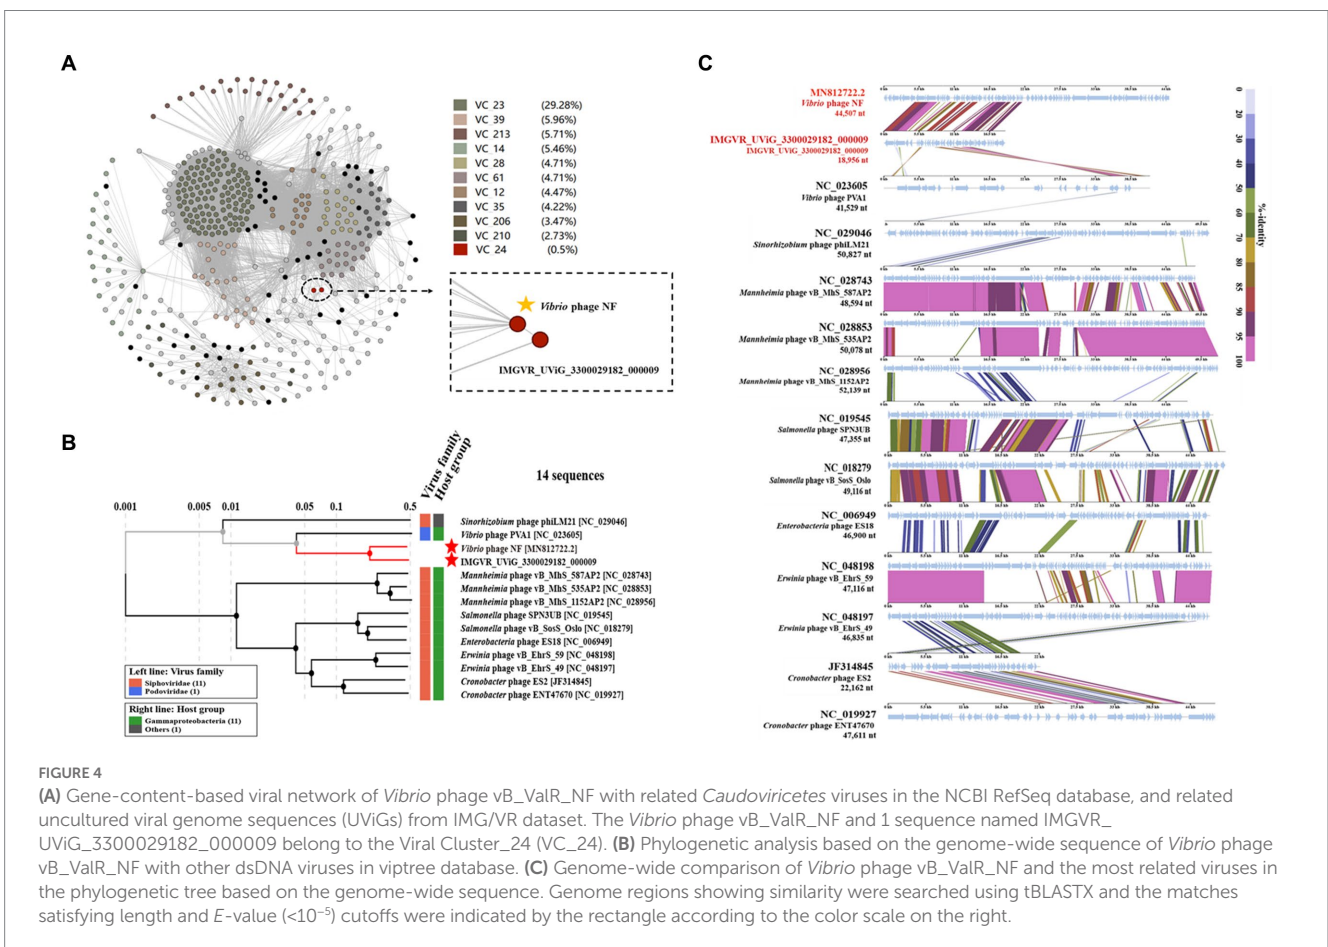 A
VC 23 (29.28%)
VC 39 (5.96%)
VC 213 (5.71%)
VC 14 (5.46%)
VC 28 (4.71%)
VC 61 (4.71%)
VC 12 (4.47%)
VC 35 (4.22%)
VC 206 (3.47%)
VC 210 (2.73%)
VC 24 (0.5%)
Vibrio phage NF
IMGVR_UViG_3300029182_000009
B
Virus family
Host group
14 sequences
0.001 0.005 0.01 0.05 0.1 0.5
Sinorhizobium phage phiLM21 [NC_029046]
Vibrio phage PVA1 [NC_023605]
Vibrio phage NF [MN812722.2]
IMGVR_UViG_3300029182_000009
Mannheimia phage vB_MhS_587AP2 [NC_028743]
Mannheimia phage vB_MhS_535AP2 [NC_028853]
Mannheimia phage vB_MhS_1152AP2 [NC_028956]
Salmonella phage SPN3UB [NC_019545]
Salmonella phage vB_SosS_Oslo [NC_018279]
Enterobacteria phage ES18 [NC_006949]
Erwinia phage vB_EhrS_59 [NC_048198]
Erwinia phage vB_EhrS_49 [NC_048197]
Cronobacter phage ES2 [JF314845]
Cronobacter phage ENT47670 [NC_019927]
Left line: Virus family
Siphoviridae (11)
Podoviridae (1)
Right line: Host group
Gammaproteobacteria (11)
Others (1)
C
MN812722.2
Vibrio phage NF
44,507 nt
IMGVR_UViG_3300029182_000009
IMGVR_UViG_3300029182_000009
18,956 nt
NC_023605
Vibrio phage PVA1
41,529 nt
NC_029046
Sinorhizobium phage phiLM21
50,827 nt
NC_028743
Mannheimia phage vB_MhS_587AP2
48,594 nt
NC_028853
Mannheimia phage vB_MhS_535AP2
50,078 nt
NC_028956
Mannheimia phage vB_MhS_1152AP2
52,139 nt
NC_019545
Salmonella phage SPN3UB
47,355 nt
NC_018279
Salmonella phage vB_SosS_Oslo
49,116 nt
NC_006949
Enterobacteria phage ES18
46,900 nt
NC_048198
Erwinia phage vB_EhrS_59
47,116 nt
NC_048197
Erwinia phage vB_EhrS_49
46,835 nt
JF314845
Cronobacter phage ES2
22,162 nt
NC_019927
Cronobacter phage ENT47670
47,611 nt
%-identity
0
20
30
40
50
60
70
80
85
90
95
100
FIGURE 4
(A) Gene-content-based viral network of Vibrio phage vB_ValR_NF with related Caudoviricetes viruses in the NCBI RefSeq database, and related
uncultured viral genome sequences (UViGs) from IMG/VR dataset. The Vibrio phage vB_ValR_NF and 1 sequence named IMGVR_
UViG_3300029182_000009 belong to the Viral Cluster_24 (VC_24). (B) Phylogenetic analysis based on the genome-wide sequence of Vibrio phage
vB_ValR_NF with other dsDNA viruses in viptree database. (C) Genome-wide comparison of Vibrio phage vB_ValR_NF and the most related viruses in
the phylogenetic tree based on the genome-wide sequence. Genome regions showing similarity were searched using tBLASTX and the matches
satisfying length and E-value (<10⁻⁵) cutoffs were indicated by the rectangle according to the color scale on the right.